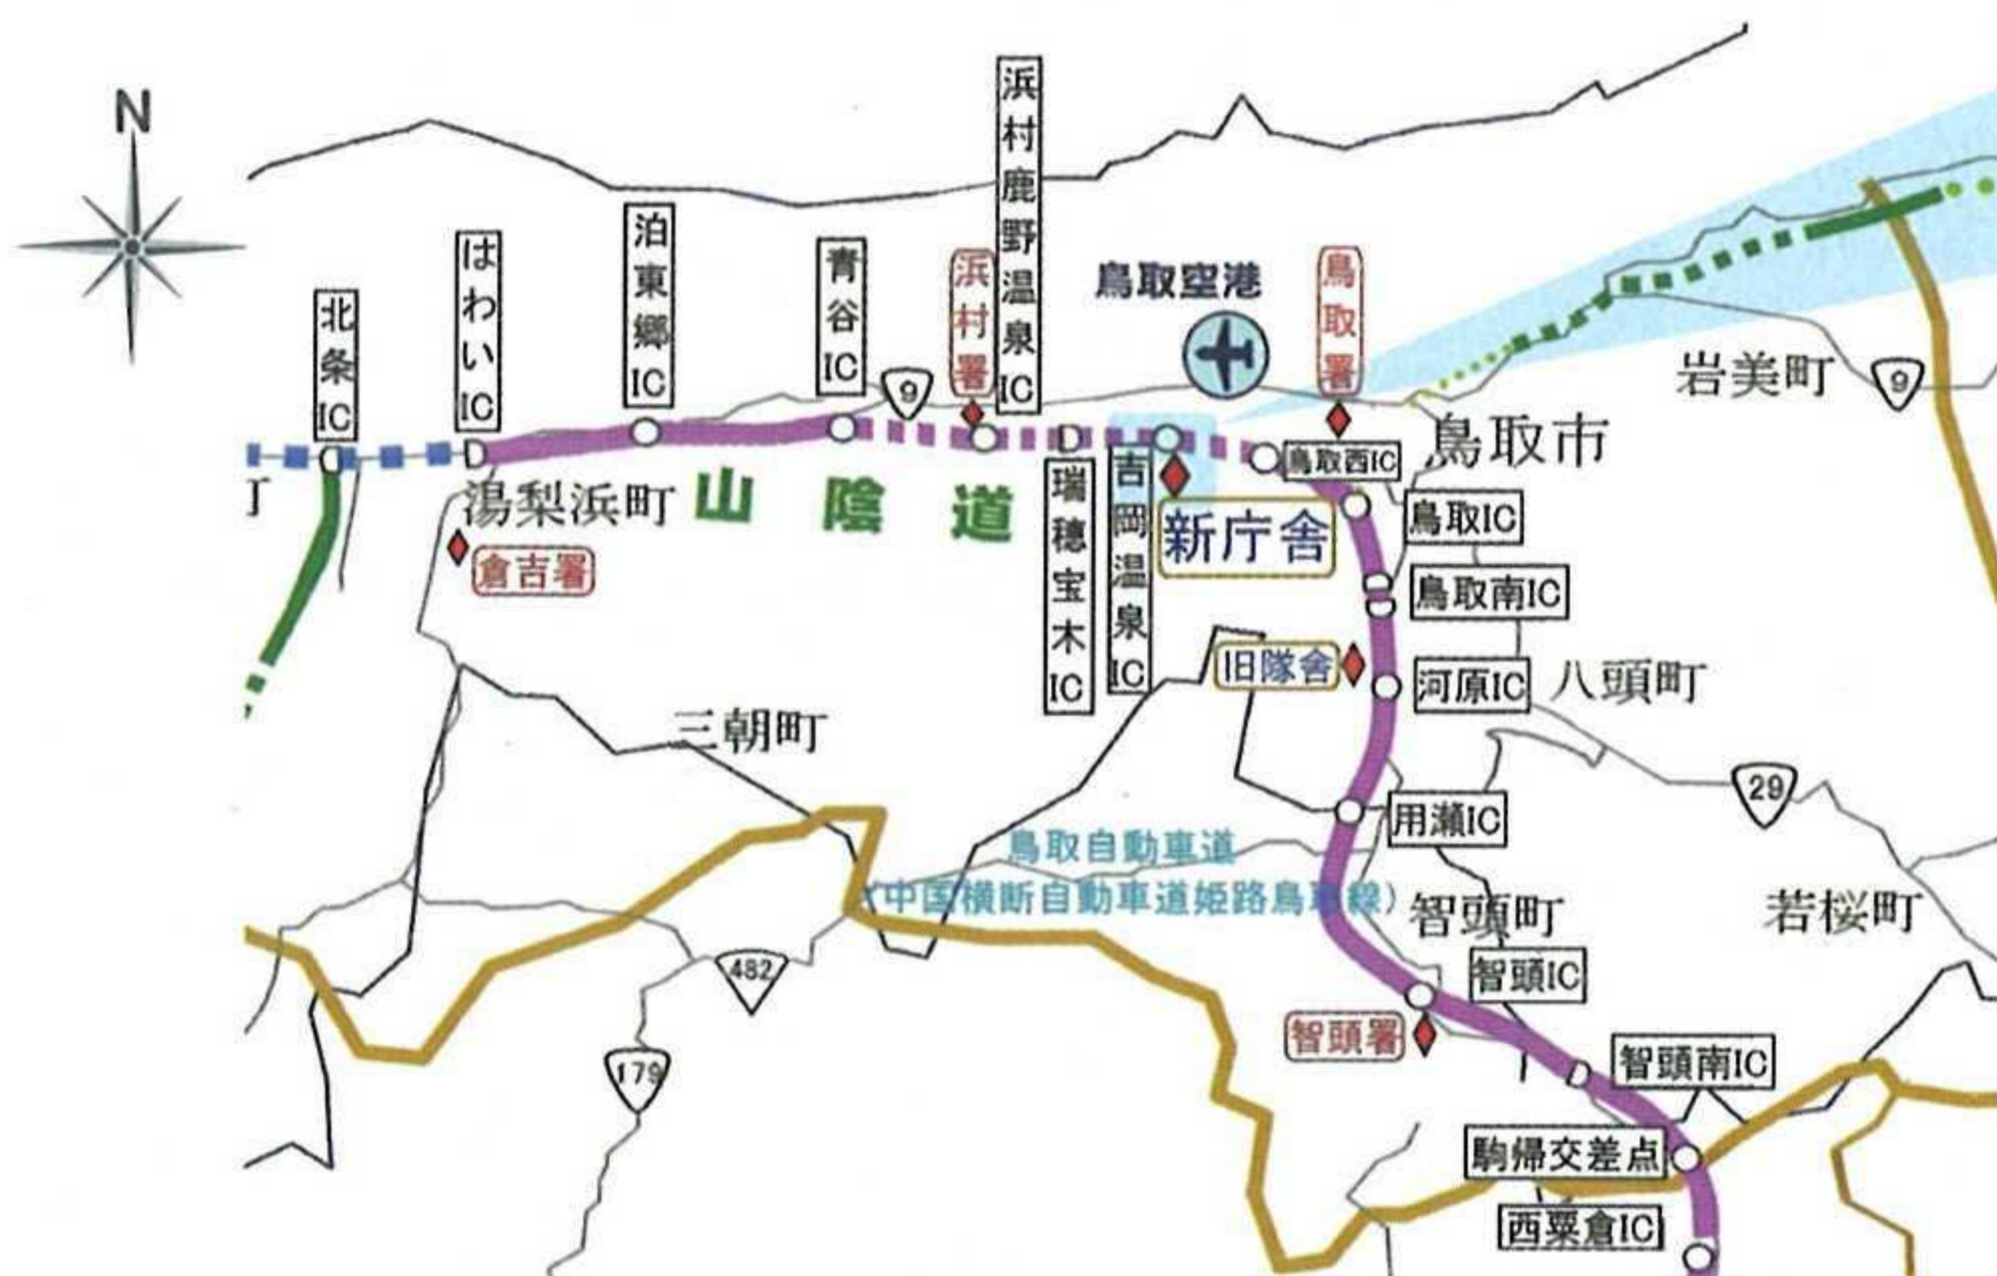 N
北条IC
はわいIC
泊東郷IC
青谷IC
浜村署
浜村鹿野温泉IC
鳥取空港
鳥取署
9
岩美町
9
鳥取市
鳥取西IC
湯梨浜町
山陰道
倉吉署
瑞穂宝木IC
吉岡温泉IC
新庁舎
鳥取IC
鳥取南IC
旧隊舎
河原IC
八頭町
三朝町
29
用瀬IC
鳥取自動車道
(中国横断自動車道姫路鳥取線)
智頭町
若桜町
482
智頭IC
179
智頭署
智頭南IC
駒帰交差点
西粟倉IC